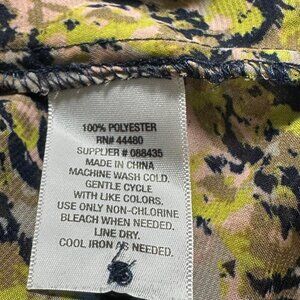 100% POLYESTER
RN# 44480
SUPPLIER # 088435
MADE IN CHINA
MACHINE WASH COLD.
GENTLE CYCLE
WITH LIKE COLORS.
USE ONLY NON-CHLORINE
BLEACH WHEN NEEDED.
LINE DRY.
COOL IRON AS NEEDED.